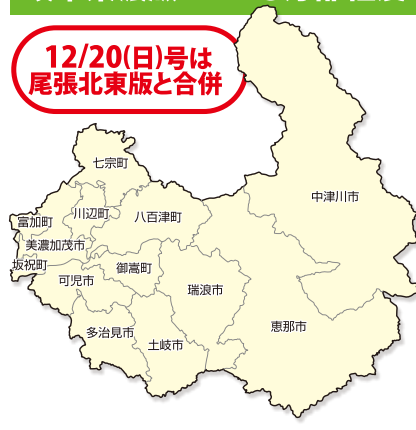 12/20(日)号は
尾張北東版と合併
七宗町
中津川市
川辺町
八百津町
富加町
美濃加茂市
坂祝町
御嵩町
可児市
瑞浪市
恵那市
多治見市
土岐市